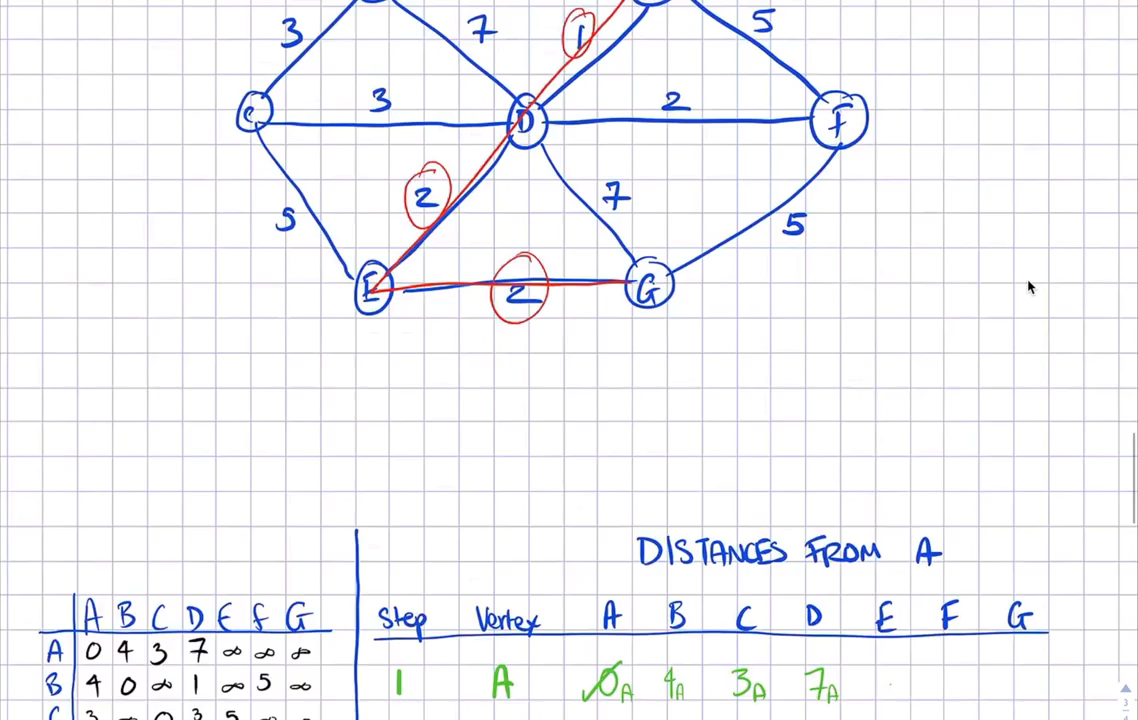 3 7 1 5
C 3 D 2 F
5 2 7 5
E 2 G
DISTANCES FROM A
A B C D E F G
Step Vertex A B C D E F G
A 0 4 3 7 ∞ ∞ ∞
1 A 0A 4A 3A 7A
B 4 0 ∞ 1 ∞ 5 ∞
3